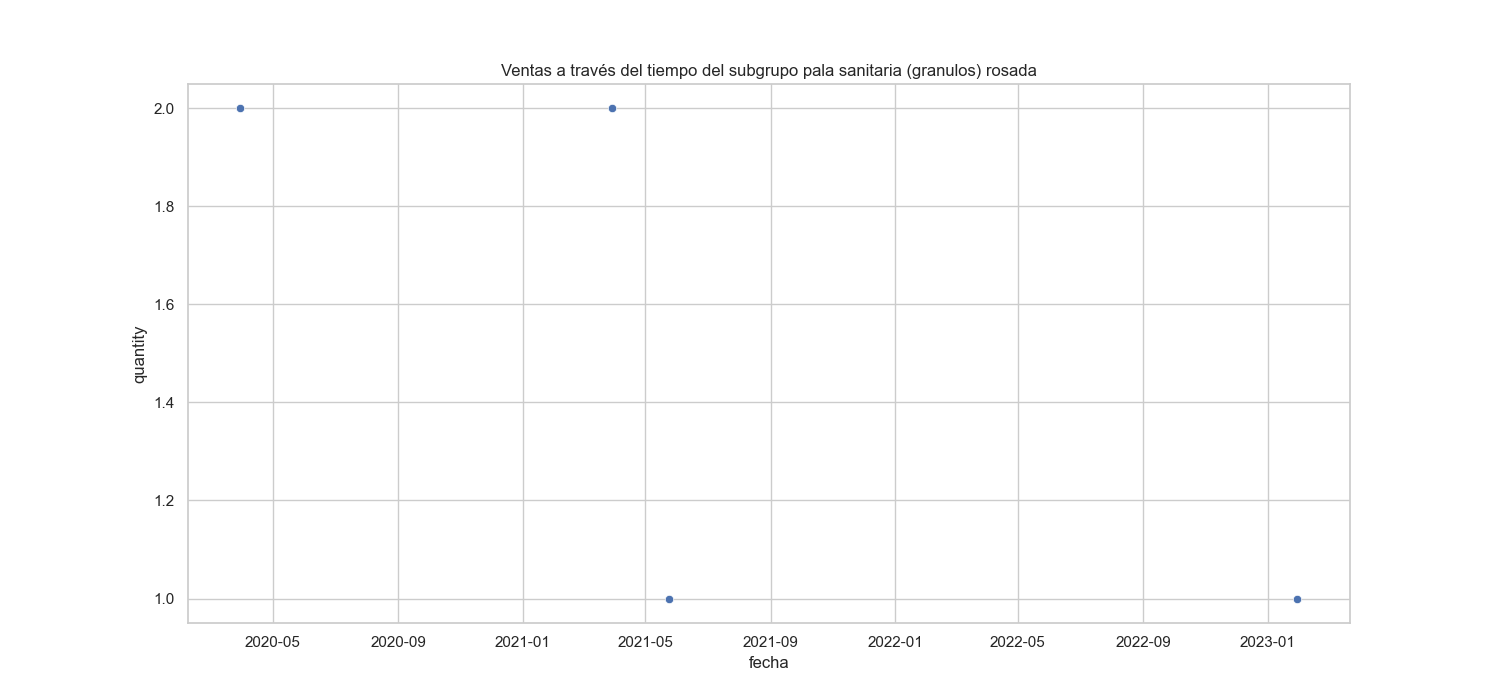 Ventas a través del tiempo del subgrupo pala sanitaria (granulos) rosada
2.0
1.8
1.6
1.4
1.2
1.0
quantity
2020-05 2020-09 2021-01 2021-05 2021-09 2022-01 2022-05 2022-09 2023-01
fecha